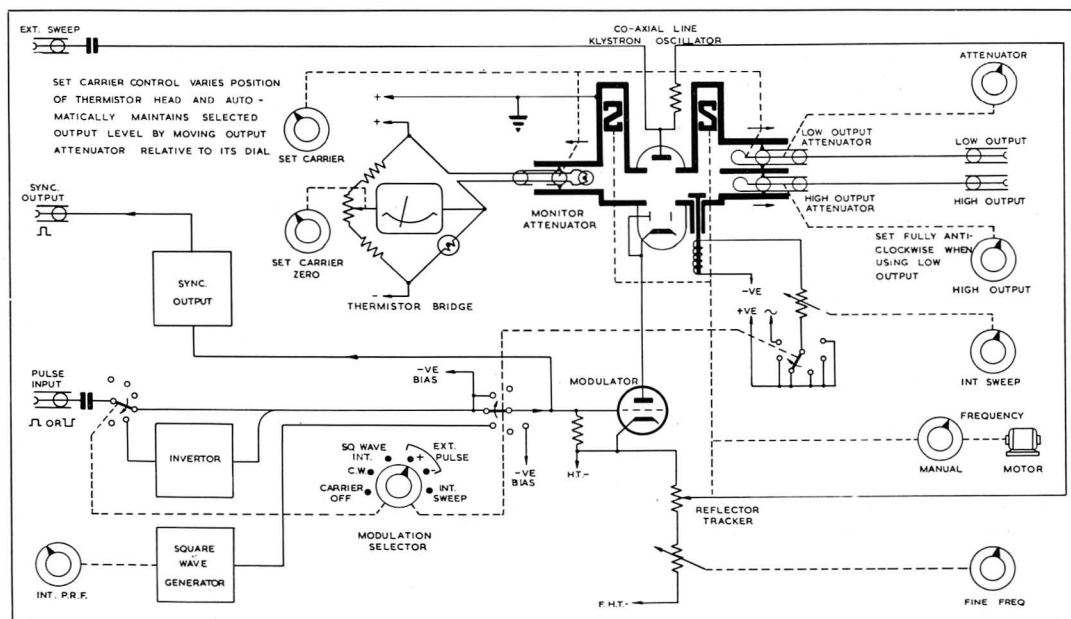 EXT. SWEEP
CO-AXIAL LINE
KLYSTRON OSCILLATOR
ATTENUATOR
SET CARRIER CONTROL VARIES POSITION
OF THERMISTOR HEAD AND AUTO -
MATICALLY MAINTAINS SELECTED
OUTPUT LEVEL BY MOVING OUTPUT
ATTENUATOR RELATIVE TO ITS DIAL
+
+
SET CARRIER
LOW OUTPUT
ATTENUATOR
LOW OUTPUT
HIGH OUTPUT
HIGH OUTPUT
ATTENUATOR
SYNC.
OUTPUT
MONITOR
ATTENUATOR
SET CARRIER
ZERO
SET FULLY ANTI-
CLOCKWISE WHEN
USING LOW
OUTPUT
HIGH OUTPUT
SYNC.
OUTPUT
-
THERMISTOR BRIDGE
-VE
+VE
INT SWEEP
PULSE
INPUT
OR
-VE
BIAS
MODULATOR
FREQUENCY
MANUAL
MOTOR
INVERTOR
SQ WAVE
INT.
EXT.
PULSE
+
-
C.W.
CARRIER
OFF
INT.
SWEEP
-VE
BIAS
H.T.-
REFLECTOR
TRACKER
MODULATION
SELECTOR
SQUARE
WAVE
GENERATOR
INT. P.R.F.
E.H.T.-
FINE FREQ